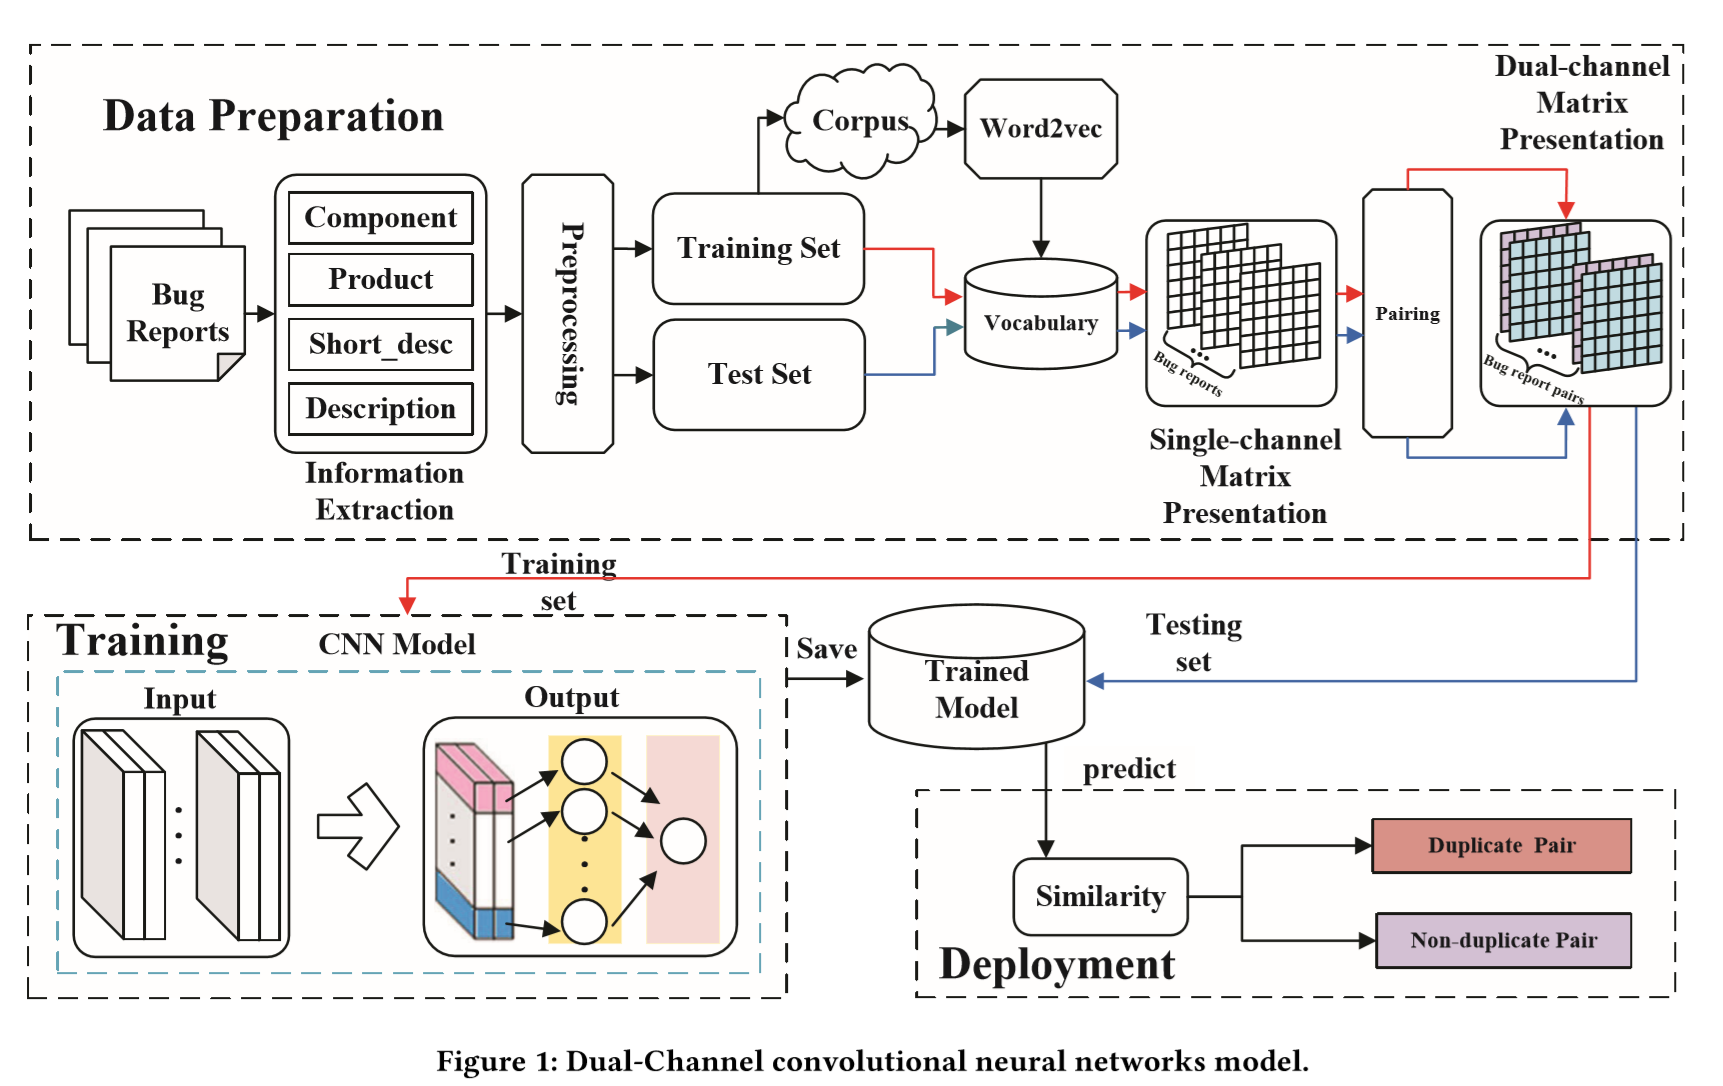 Data Preparation
Bug
Reports
Component
Product
Short_desc
Description
Information
Extraction
Preprocessing
Training Set
Test Set
Corpus
Word2vec
Vocabulary
Bug reports
Single-channel
Matrix
Presentation
Pairing
Dual-channel
Matrix
Presentation
Bug report pairs
Training
set
Training
CNN Model
Input
Output
Save
Trained
Model
Testing
set
predict
Similarity
Duplicate Pair
Non-duplicate Pair
Deployment
Figure 1: Dual-Channel convolutional neural networks model.